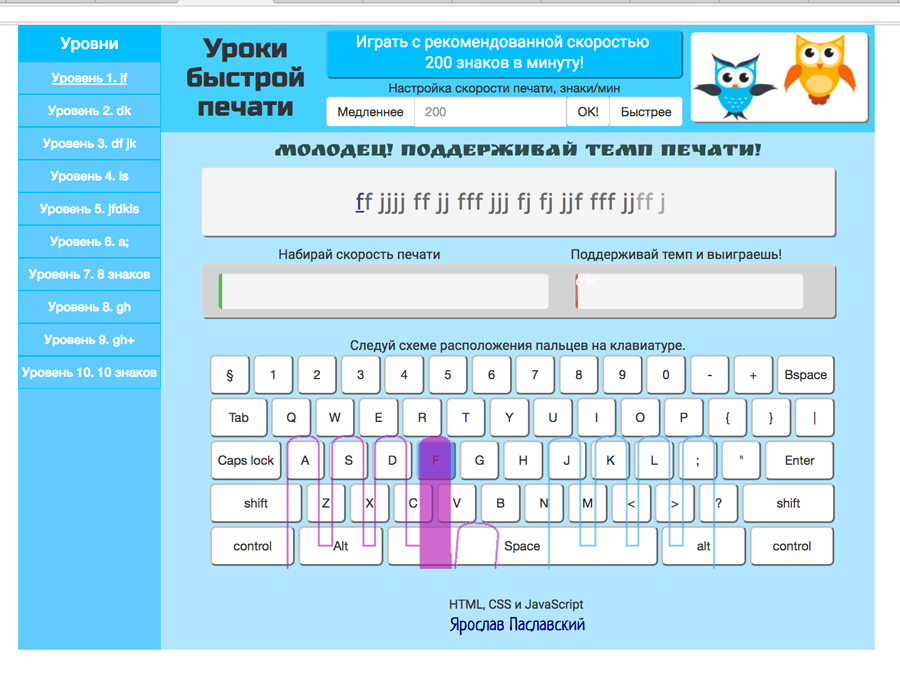 Уровни
Уровень 1. jf
Уровень 2. dk
Уровень 3. df jk
Уровень 4. ls
Уровень 5. jfdkls
Уровень 6. a;
Уровень 7. 8 знаков
Уровень 8. gh
Уровень 9. gh+
Уровень 10. 10 знаков
Уроки
быстрой
печати
Играть с рекомендованной скоростью
200 знаков в минуту!
Настройка скорости печати, знаки/мин
Медленнее 200 OK! Быстрее
Молодец! Поддерживай темп печати!
ff jjjj ff jj fff jjj fj fj jjf fff jjff j
Набирай скорость печати Поддерживай темп и выиграешь!
Следуй схеме расположения пальцев на клавиатуре.
§ 1 2 3 4 5 6 7 8 9 0 - + Bspace
Tab Q W E R T Y U I O P { } |
Caps lock A S D F G H J K L ; " Enter
shift Z X C V B N M < > ? shift
control Alt Space alt control
HTML, CSS и JavaScript
Ярослав Паславский